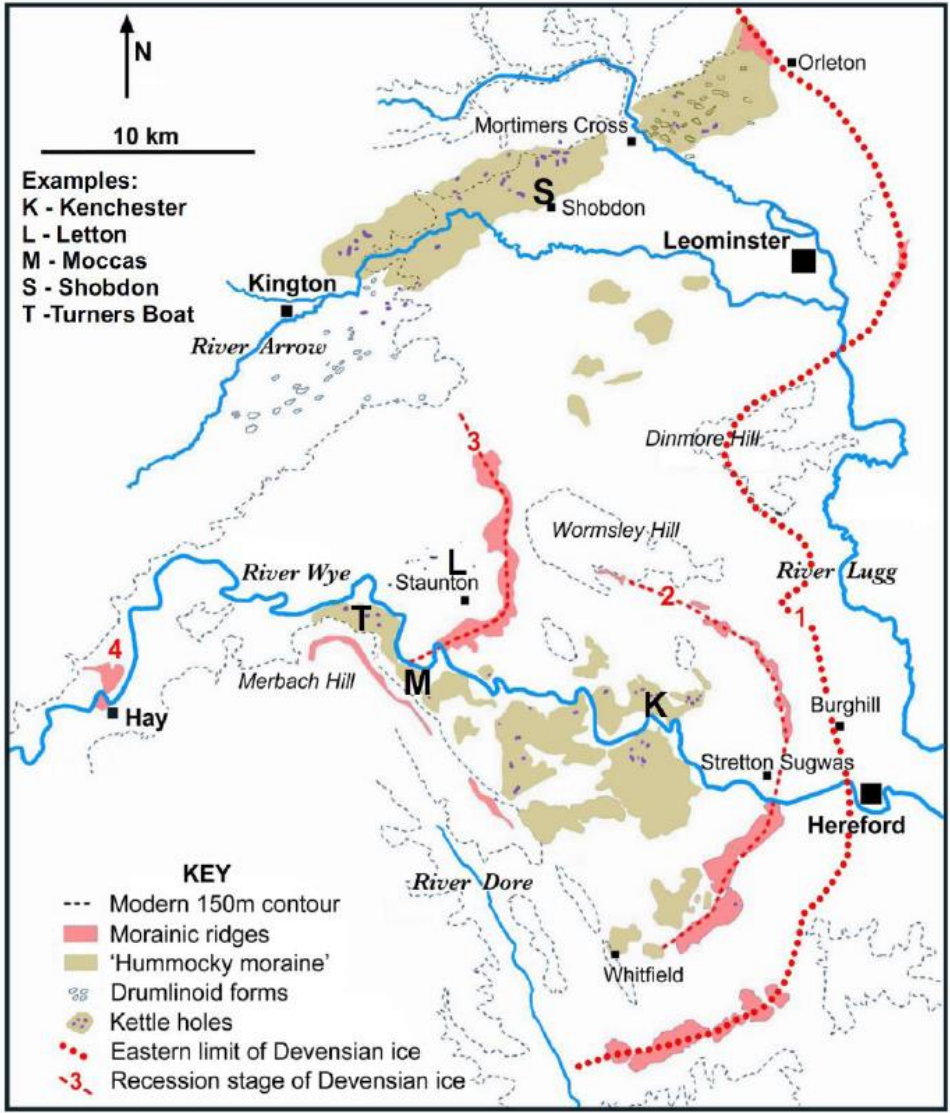 N
10 km
Examples:
K - Kenchester
L - Letton
M - Moccas
S - Shobdon
T -Turners Boat
Orleton
Mortimers Cross
S
Shobdon
Leominster
Kington
River Arrow
Dinmore Hill
3
Wormsley Hill
L
Staunton
River Wye
River Lugg
2
1
T
4
Merbach Hill
M
Hay
K
Burghill
Stretton Sugwas
Hereford
River Dore
Whitfield
KEY
Modern 150m contour
Morainic ridges
'Hummocky moraine'
Drumlinoid forms
Kettle holes
Eastern limit of Devensian ice
3 Recession stage of Devensian ice